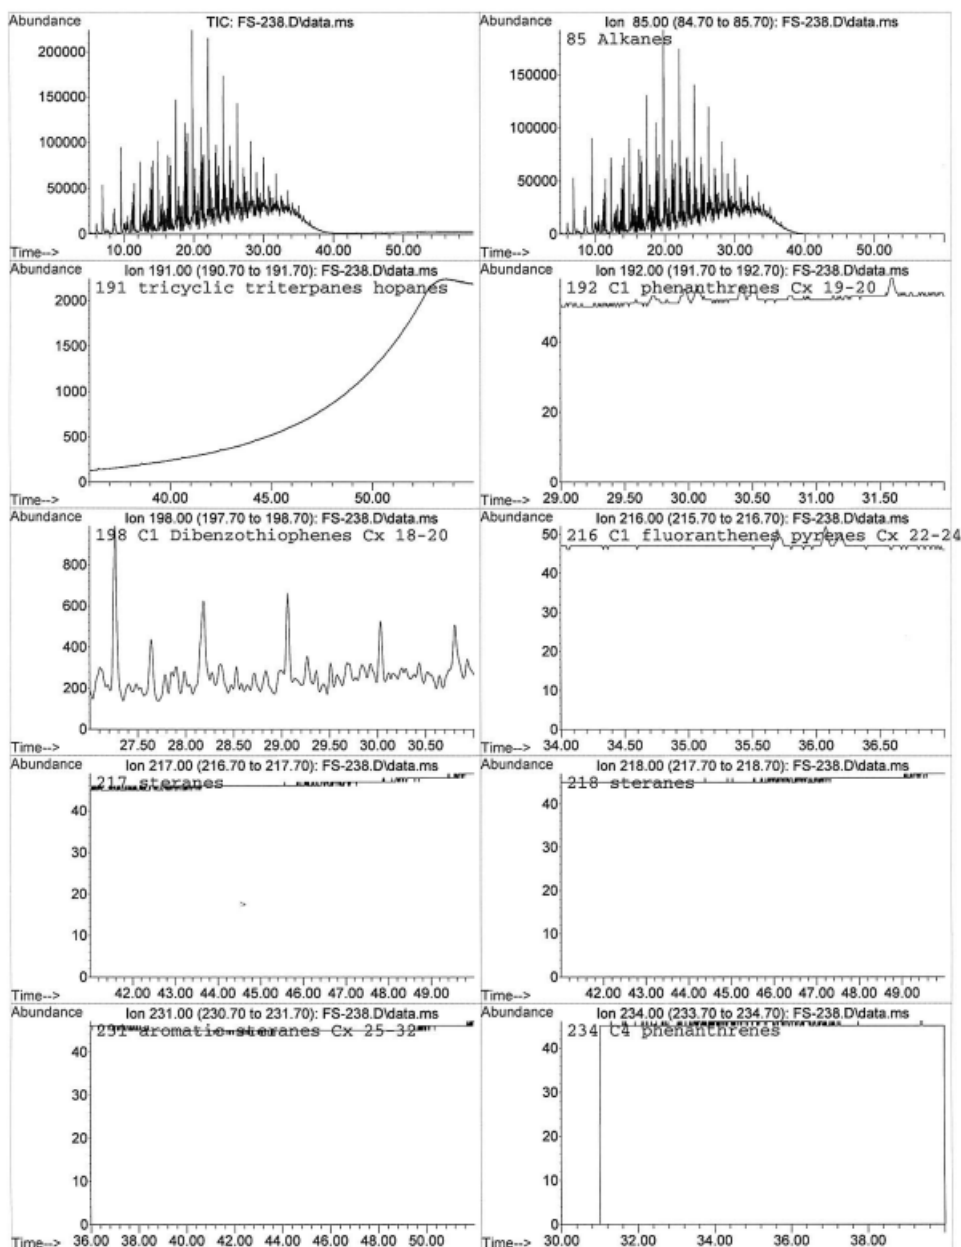 Abundance TIC: FS-238.D\data.ms
200000
150000
100000
50000
0
Time--> 10.00 20.00 30.00 40.00 50.00
Abundance Ion 85.00 (84.70 to 85.70): FS-238.D\data.ms
85 Alkanes
150000
100000
50000
0
Time--> 10.00 20.00 30.00 40.00 50.00
Abundance Ion 191.00 (190.70 to 191.70): FS-238.D\data.ms
191 tricyclic triterpanes hopanes
2000
1500
1000
500
0
Time--> 40.00 45.00 50.00
Abundance Ion 192.00 (191.70 to 192.70): FS-238.D\data.ms
192 C1 phenanthrenes Cx 19-20
40
20
0
Time--> 29.00 29.50 30.00 30.50 31.00 31.50
Abundance Ion 198.00 (197.70 to 198.70): FS-238.D\data.ms
198 C1 Dibenzothiophenes Cx 18-20
800
600
400
200
0
Time--> 27.50 28.00 28.50 29.00 29.50 30.00 30.50
Abundance Ion 216.00 (215.70 to 216.70): FS-238.D\data.ms
216 C1 fluoranthenes pyrenes Cx 22-24
50
40
30
20
10
0
Time--> 34.00 34.50 35.00 35.50 36.00 36.50
Abundance Ion 217.00 (216.70 to 217.70): FS-238.D\data.ms
217 steranes
40
30
20
10
0
Time--> 42.00 43.00 44.00 45.00 46.00 47.00 48.00 49.00
Abundance Ion 218.00 (217.70 to 218.70): FS-238.D\data.ms
218 steranes
40
30
20
10
0
Time--> 42.00 43.00 44.00 45.00 46.00 47.00 48.00 49.00
Abundance Ion 231.00 (230.70 to 231.70): FS-238.D\data.ms
231 aromatic steranes Cx 25-32
40
30
20
10
0
Time--> 36.00 38.00 40.00 42.00 44.00 46.00 48.00 50.00
Abundance Ion 234.00 (233.70 to 234.70): FS-238.D\data.ms
234 C4 phenanthrenes
40
30
20
10
0
Time--> 30.00 32.00 34.00 36.00 38.00